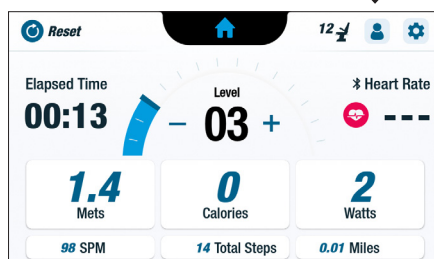 Reset
12
Elapsed Time
Level
Heart Rate
00:13
− 03 +
---
1.4
Mets
0
Calories
2
Watts
98 SPM
14 Total Steps
0.01 Miles